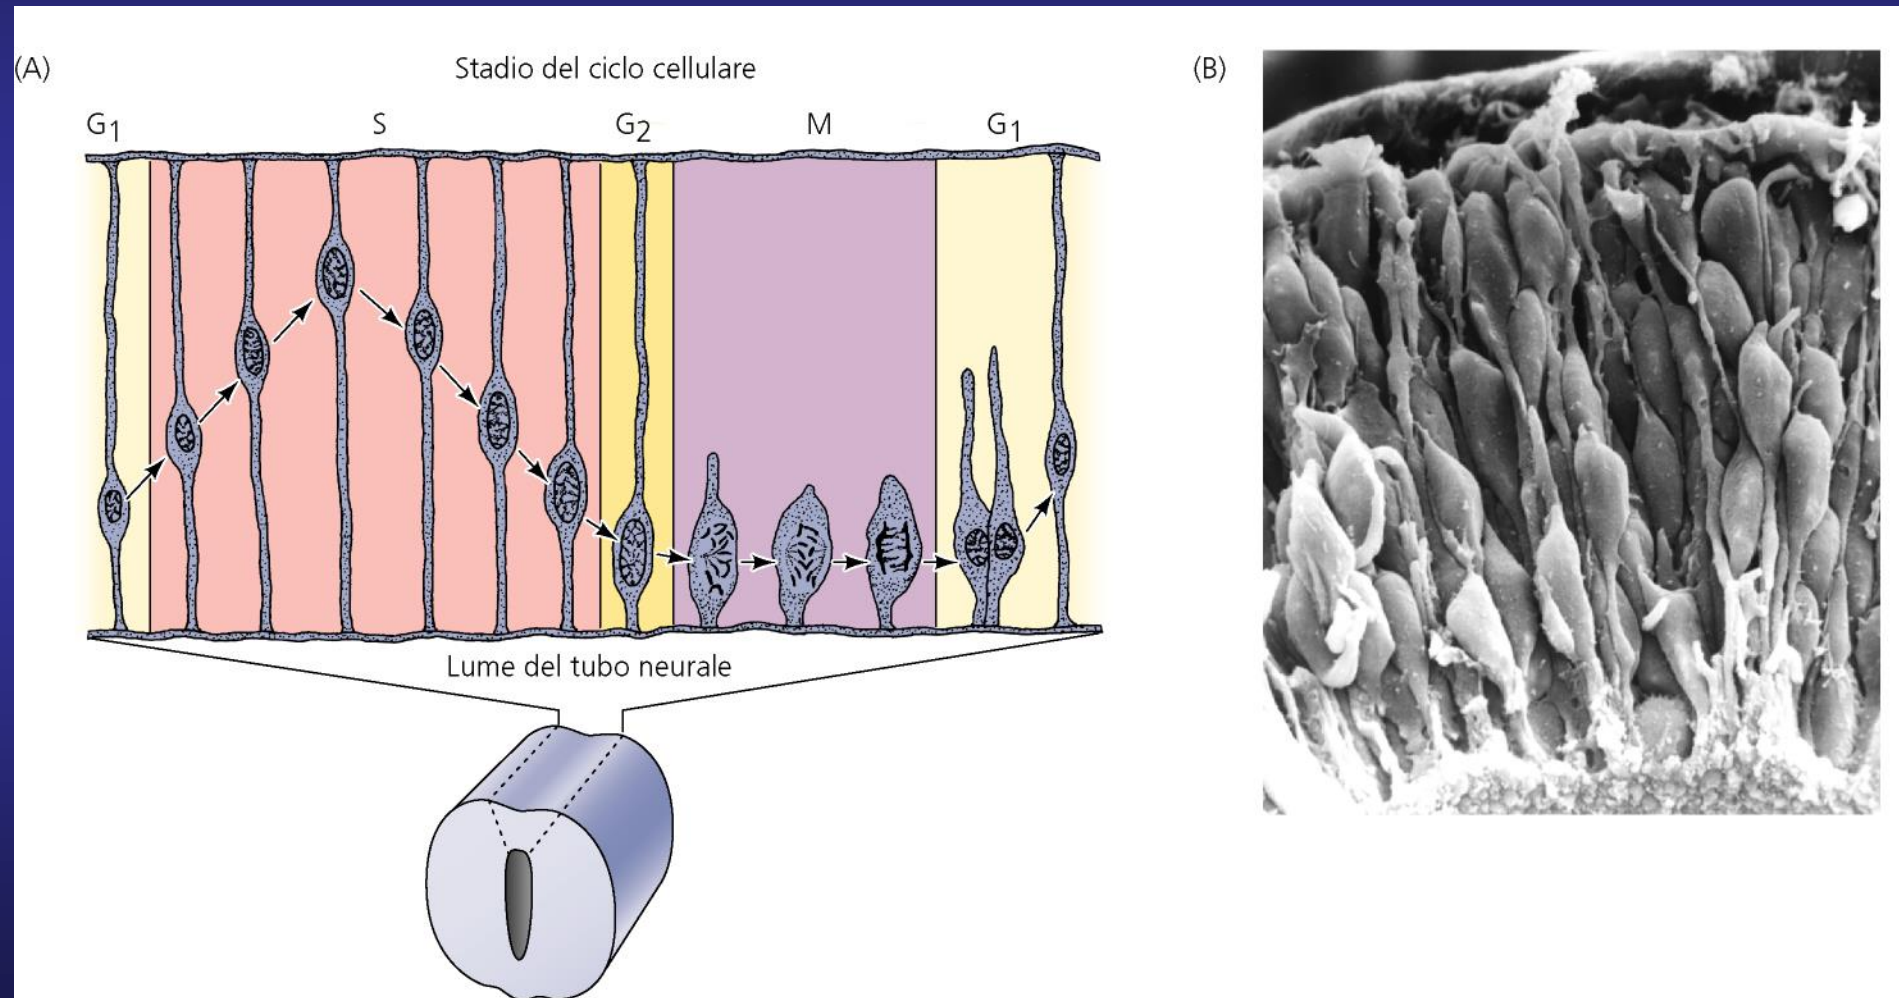 (A)
Stadio del ciclo cellulare
(B)
G1 S G2 M G1
Lume del tubo neurale